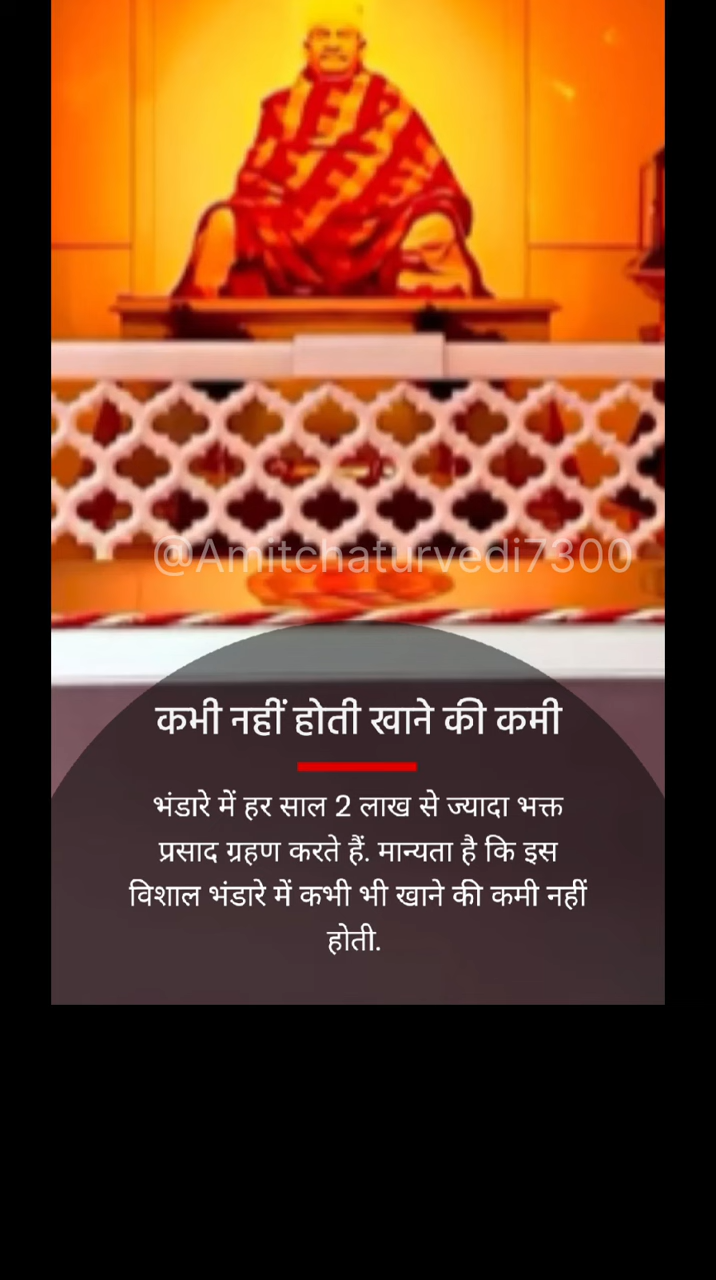 @Amitchaturvedi7300
कभी नहीं होती खाने की कमी
भंडारे में हर साल 2 लाख से ज्यादा भक्त
प्रसाद ग्रहण करते हैं. मान्यता है कि इस
विशाल भंडारे में कभी भी खाने की कमी नहीं
होती.